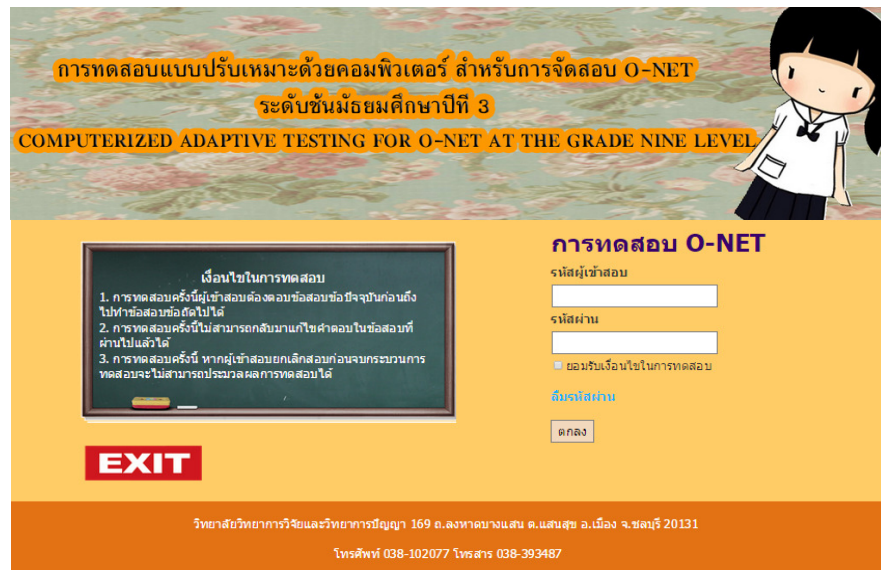 การทดสอบแบบปรับเหมาะด้วยคอมพิวเตอร์ สำหรับการจัดสอบ O-NET
ระดับชั้นมัธยมศึกษาปีที่ 3
COMPUTERIZED ADAPTIVE TESTING FOR O-NET AT THE GRADE NINE LEVEL
เงื่อนไขในการทดสอบ
1. การทดสอบครั้งนี้ผู้เข้าสอบต้องตอบข้อสอบข้อปัจจุบันก่อนถึง
ไปทำข้อสอบข้อถัดไปได้
2. การทดสอบครั้งนี้ไม่สามารถกลับมาแก้ไขคำตอบในข้อสอบที่
ผ่านไปแล้วได้
3. การทดสอบครั้งนี้ หากผู้เข้าสอบยกเลิกสอบก่อนจบกระบวนการ
ทดสอบจะไม่สามารถประมวลผลการทดสอบได้
EXIT
การทดสอบ O-NET
รหัสผู้เข้าสอบ
รหัสผ่าน
ยอมรับเงื่อนไขในการทดสอบ
ลืมรหัสผ่าน
ตกลง
วิทยาลัยวิทยาการวิจัยและวิทยาการปัญญา 169 ถ.ลงหาดบางแสน ต.แสนสุข อ.เมือง จ.ชลบุรี 20131
โทรศัพท์ 038-102077 โทรสาร 038-393487